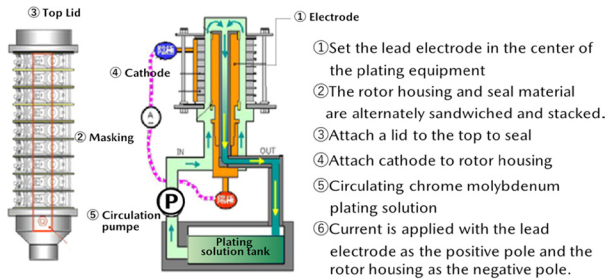 ③ Top Lid
① Electrode
④ Cathode
② Masking
A
IN
OUT
P
⑤ Circulation
pumpe
Plating
solution tank
①Set the lead electrode in the center of
the plating equipment
②The rotor housing and seal material
are alternately sandwiched and stacked.
③Attach a lid to the top to seal
④Attach cathode to rotor housing
⑤Circulating chrome molybdenum
plating solution
⑥Current is applied with the lead
electrode as the positive pole and the
rotor housing as the negative pole.